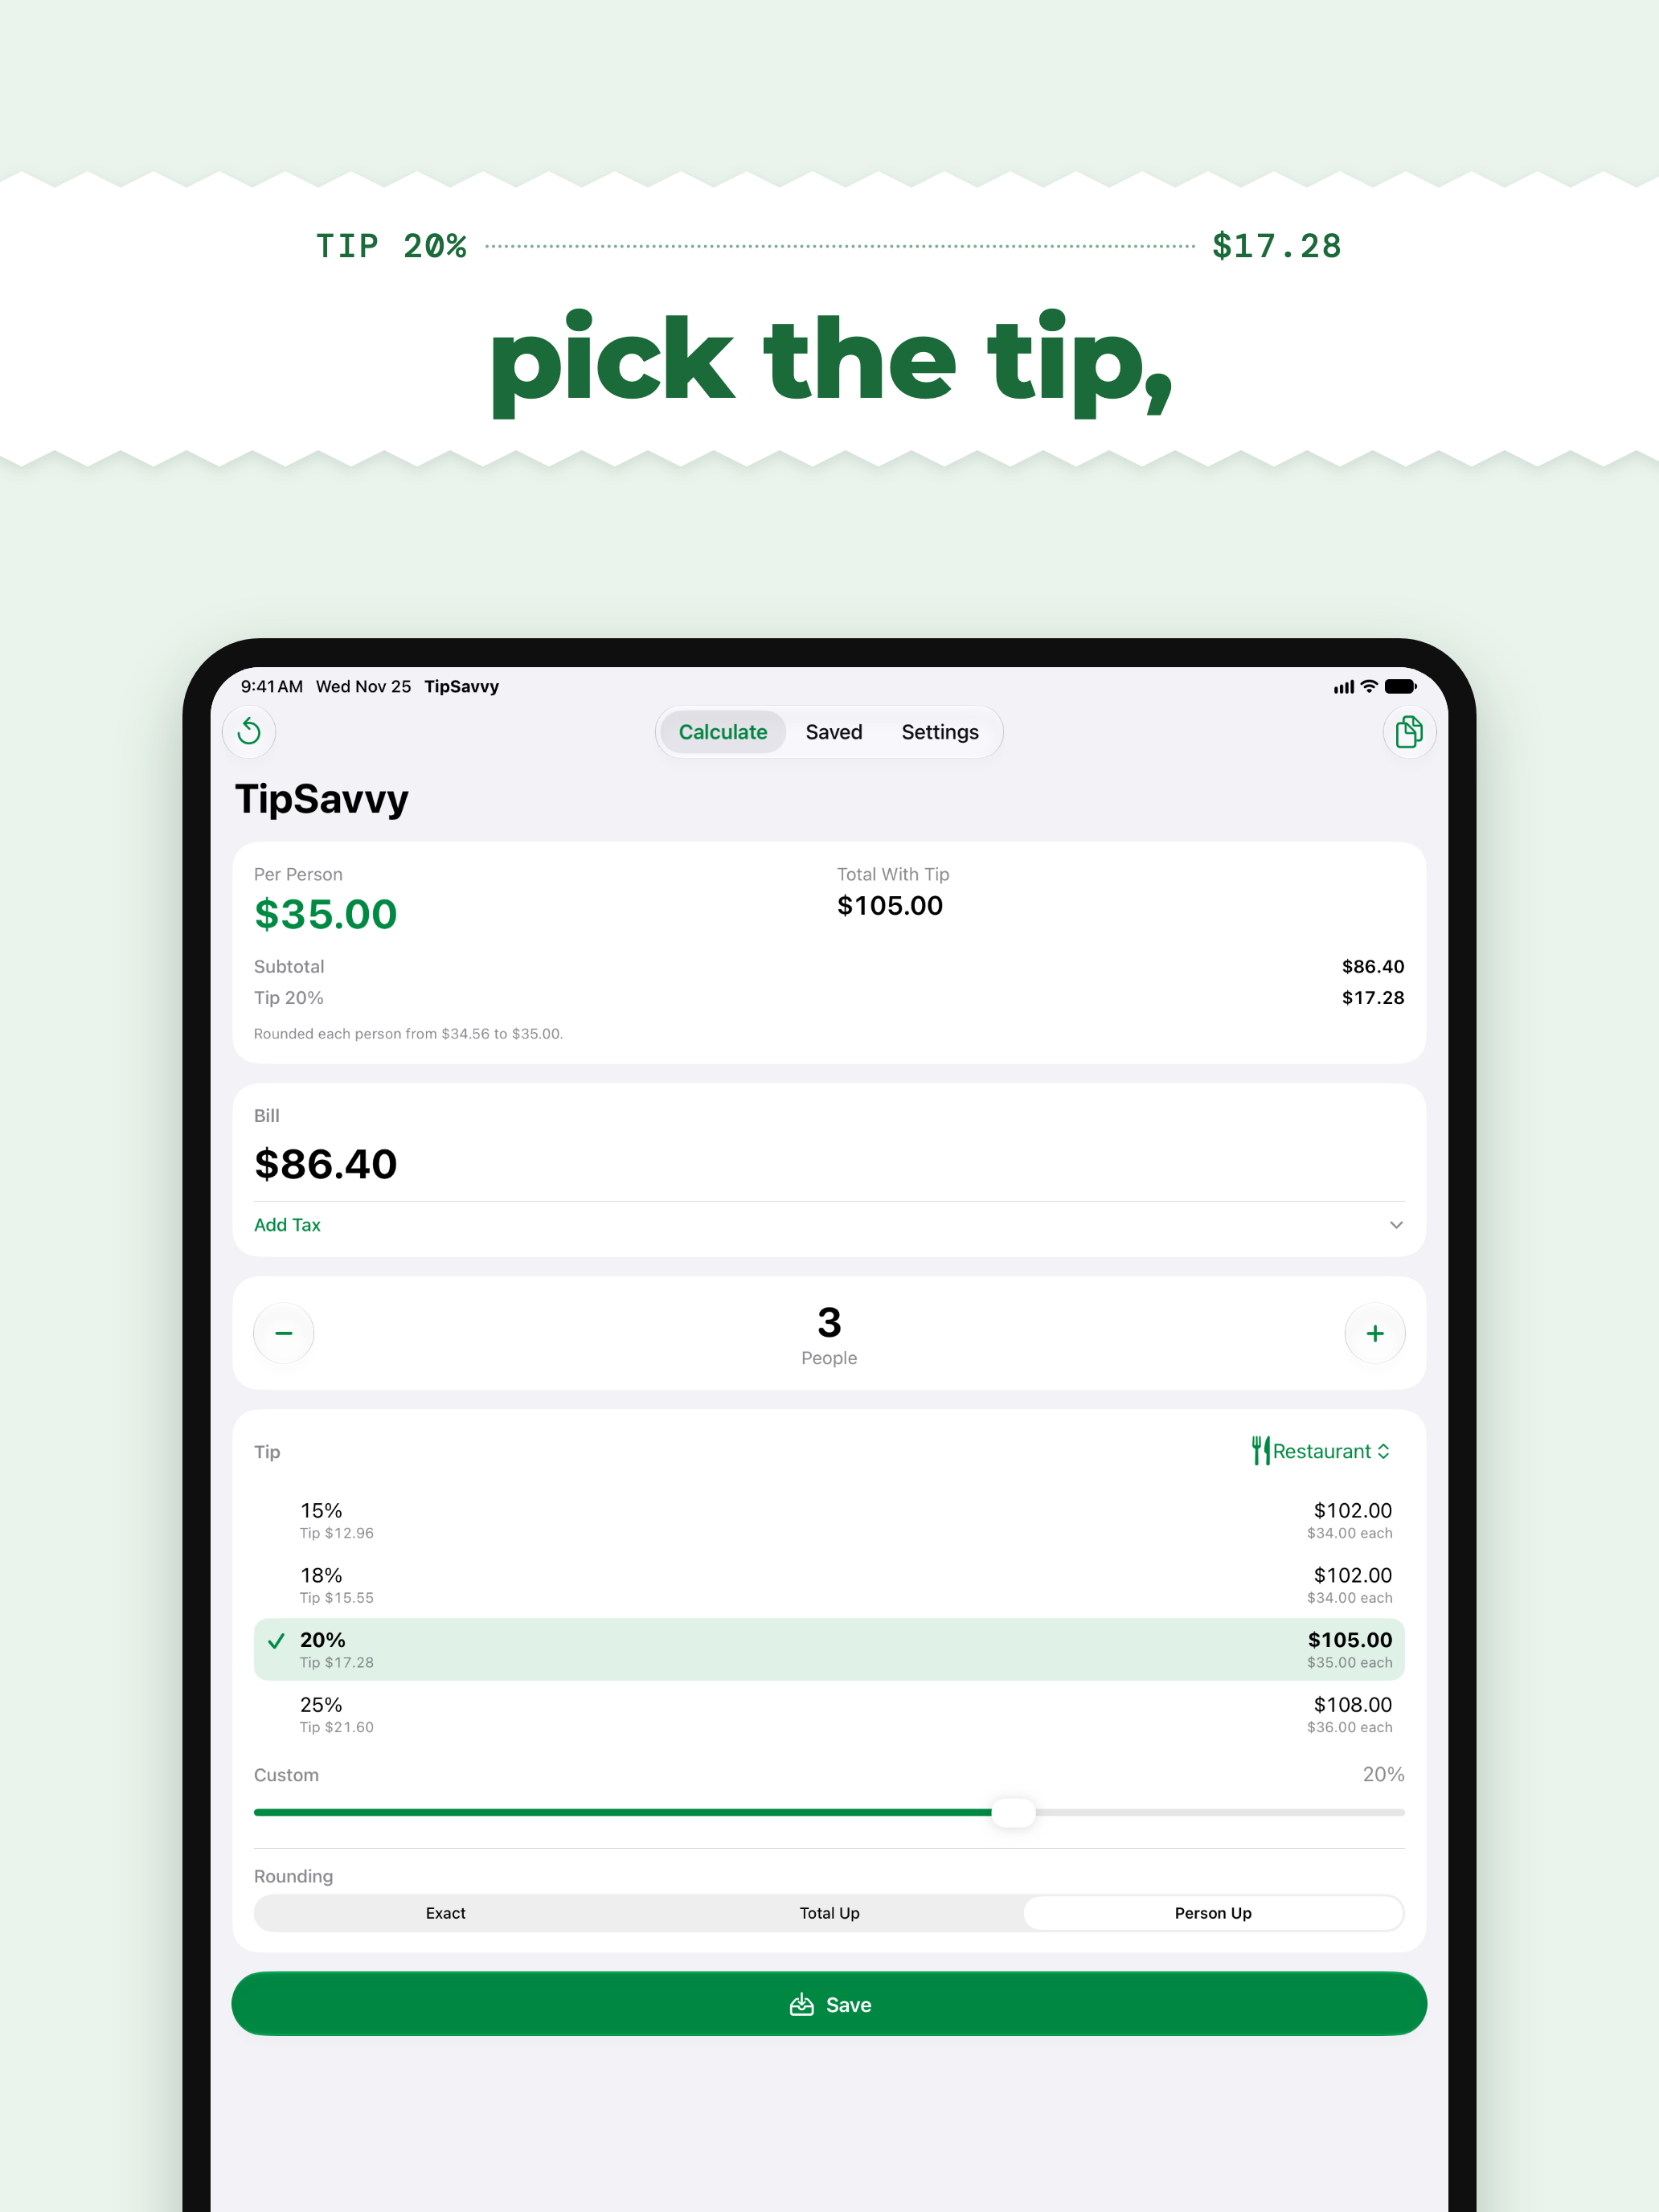 TIP 20% $17.28
pick the tip,
9:41 AM Wed Nov 25 TipSavvy
Calculate Saved Settings
TipSavvy
Per Person Total With Tip
$35.00 $105.00
Subtotal $86.40
Tip 20% $17.28
Rounded each person from $34.56 to $35.00.
Bill
$86.40
Add Tax
3
People
Tip Restaurant
15% $102.00
Tip $12.96 $34.00 each
18% $102.00
Tip $15.55 $34.00 each
20% $105.00
Tip $17.28 $35.00 each
25% $108.00
Tip $21.60 $36.00 each
Custom 20%
Rounding
Exact Total Up Person Up
Save